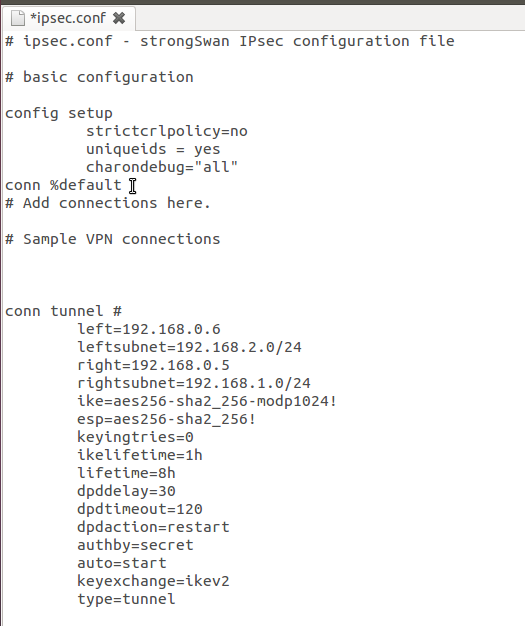 *ipsec.conf
# ipsec.conf - strongSwan IPsec configuration file
# basic configuration
config setup
strictcrlpolicy=no
uniqueids = yes
charondebug="all"
conn %default
# Add connections here.
# Sample VPN connections
conn tunnel #
left=192.168.0.6
leftsubnet=192.168.2.0/24
right=192.168.0.5
rightsubnet=192.168.1.0/24
ike=aes256-sha2_256-modp1024!
esp=aes256-sha2_256!
keyingtries=0
ikelifetime=1h
lifetime=8h
dpddelay=30
dpdtimeout=120
dpdaction=restart
authby=secret
auto=start
keyexchange=ikev2
type=tunnel